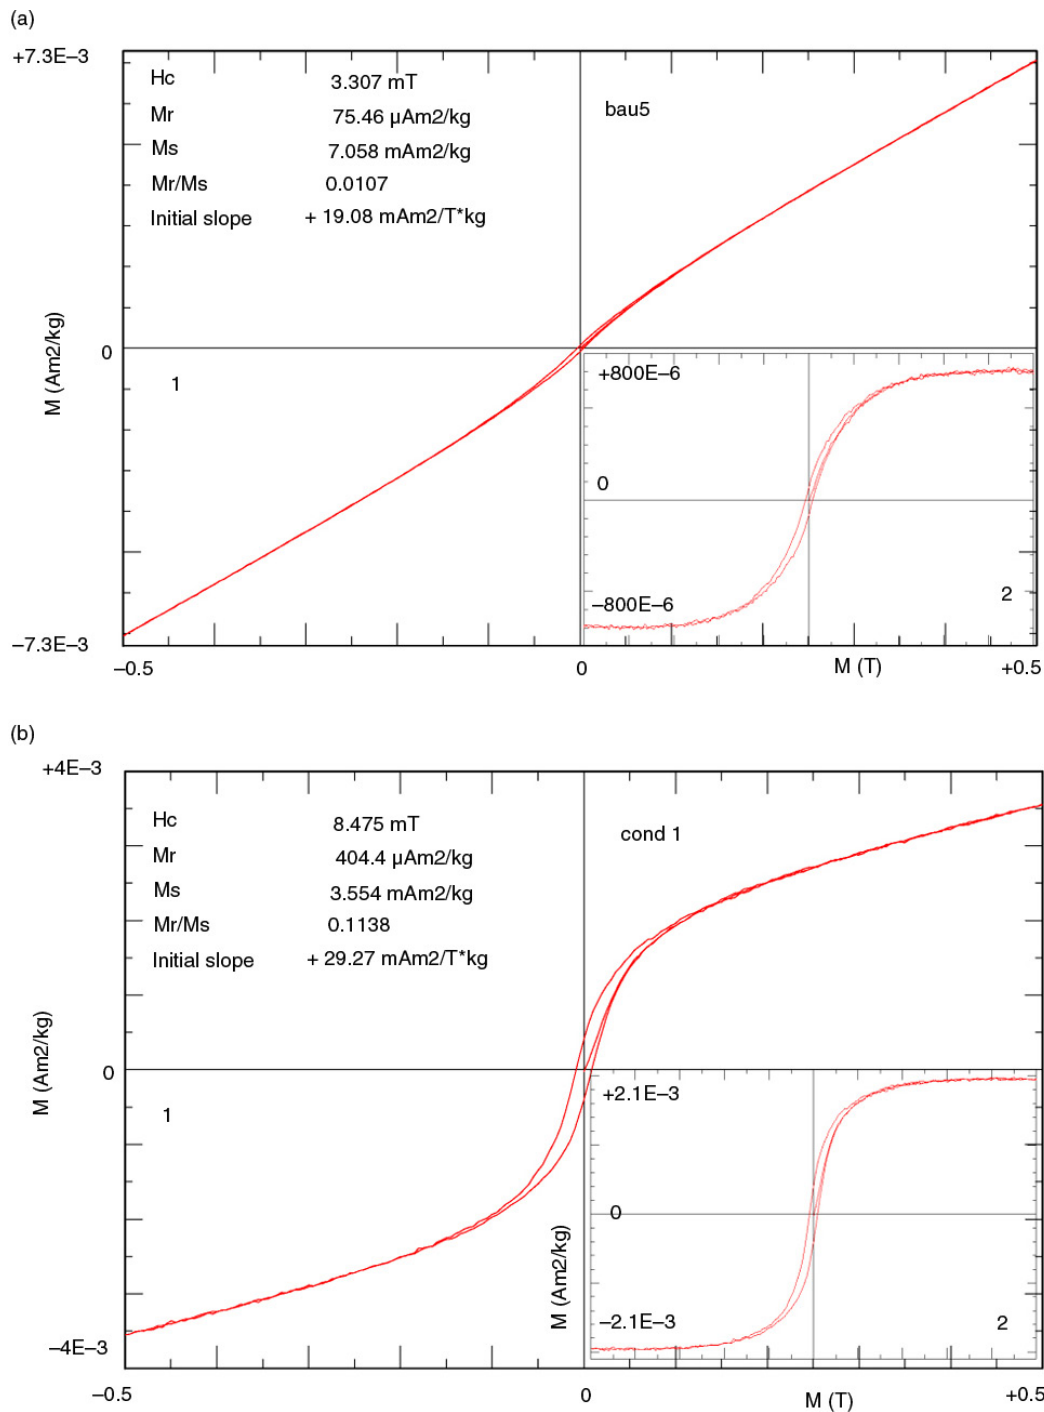 (a)
+7.3E–3
Hc 3.307 mT
Mr 75.46 µAm2/kg
Ms 7.058 mAm2/kg
Mr/Ms 0.0107
Initial slope + 19.08 mAm2/T*kg
bau5
M (Am2/kg)
0
1
+800E–6
0
–800E–6
2
–7.3E–3
–0.5
0
M (T)
+0.5
(b)
+4E–3
Hc 8.475 mT
Mr 404.4 µAm2/kg
Ms 3.554 mAm2/kg
Mr/Ms 0.1138
Initial slope + 29.27 mAm2/T*kg
cond 1
M (Am2/kg)
0
1
+2.1E–3
0
M (Am2/kg)
–2.1E–3
2
–4E–3
–0.5
0
M (T)
+0.5